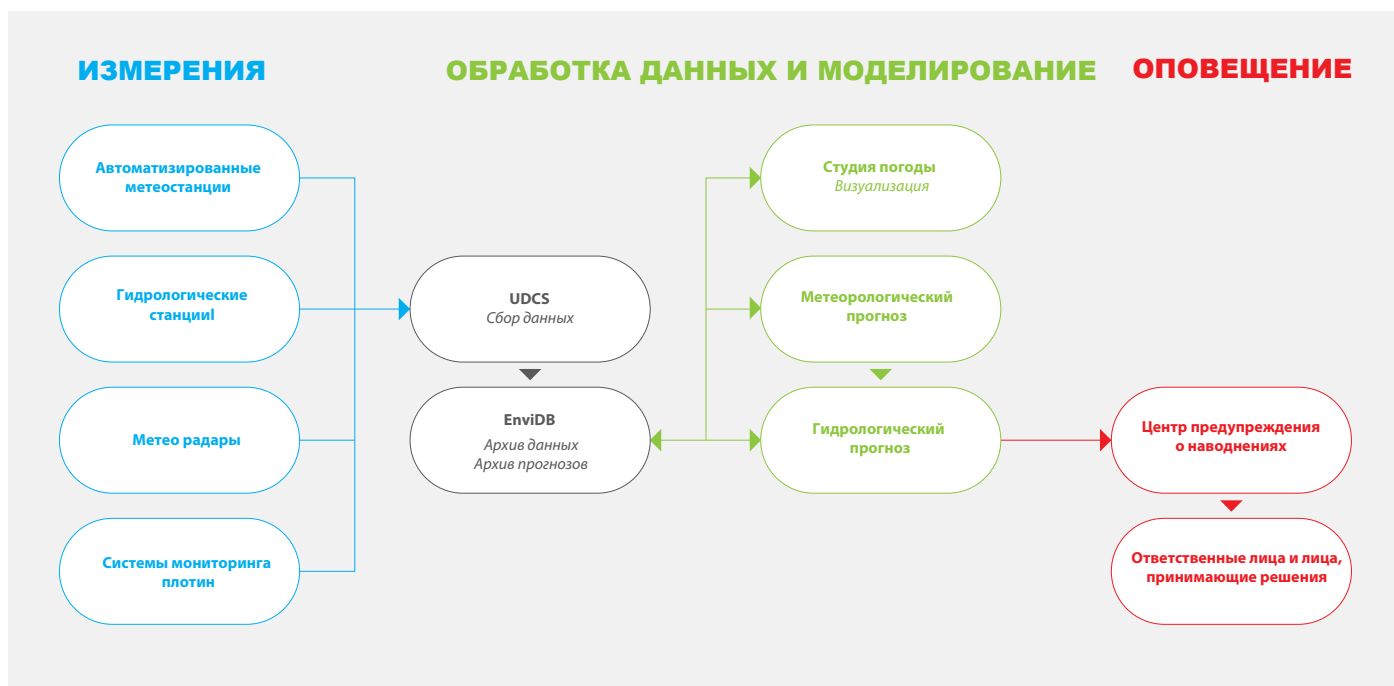 ИЗМЕРЕНИЯ
ОБРАБОТКА ДАННЫХ И МОДЕЛИРОВАНИЕ
ОПОВЕЩЕНИЕ
Автоматизированные
метеостанции
Гидрологические
станцииl
Метео радары
Системы мониторинга
плотин
UDCS
Сбор данных
EnviDB
Архив данных
Архив прогнозов
Студия погоды
Визуализация
Метеорологический
прогноз
Гидрологический
прогноз
Центр предупреждения
о наводнениях
Ответственные лица и лица,
принимающие решения